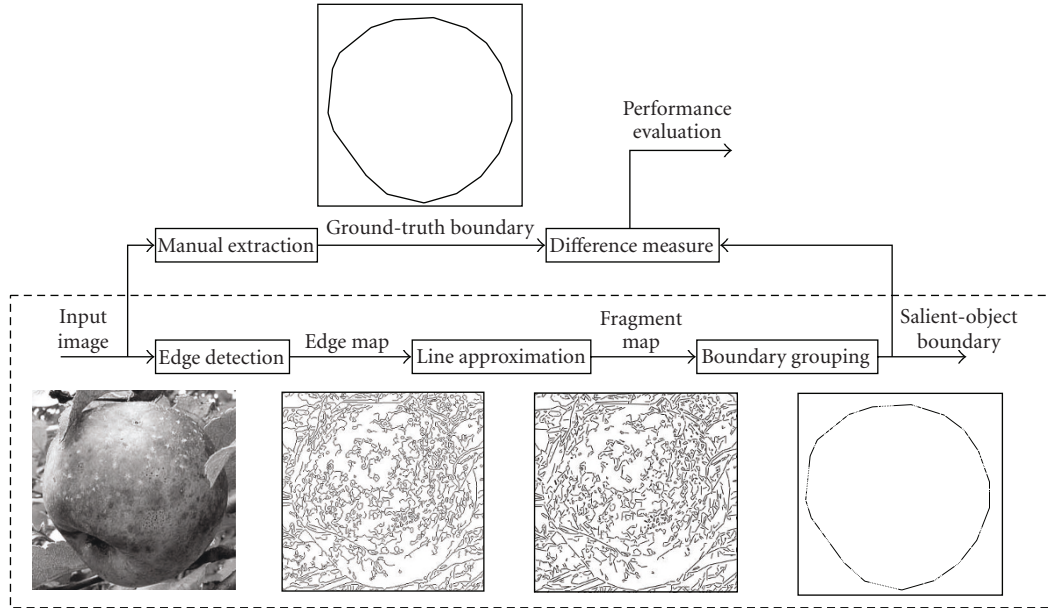 Performance
evaluation
Ground-truth boundary
Manual extraction
Difference measure
Input
image
Fragment
map
Salient-object
boundary
Edge detection
Edge map
Line approximation
Boundary grouping